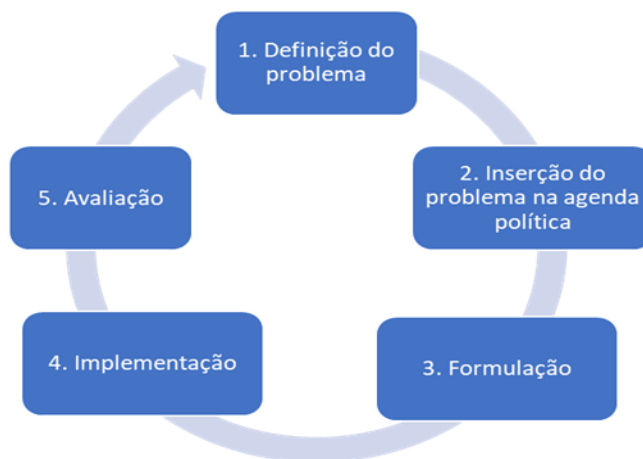 1. Definição do
problema
2. Inserção do
problema na agenda
política
3. Formulação
4. Implementação
5. Avaliação